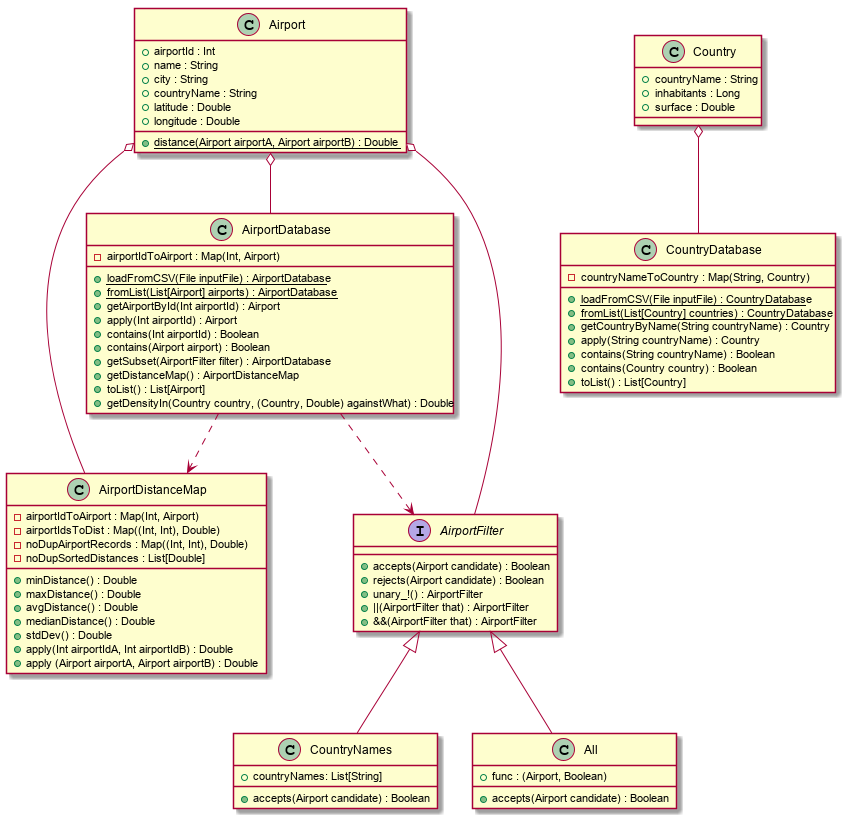 C Airport
airportId : Int
name : String
city : String
countryName : String
latitude : Double
longitude : Double
distance(Airport airportA, Airport airportB) : Double
C Country
countryName : String
inhabitants : Long
surface : Double
C AirportDatabase
airportIdToAirport : Map(Int, Airport)
loadFromCSV(File inputFile) : AirportDatabase
fromList(List[Airport] airports) : AirportDatabase
getAirportById(Int airportId) : Airport
apply(Int airportId) : Airport
contains(Int airportId) : Boolean
contains(Airport airport) : Boolean
getSubset(AirportFilter filter) : AirportDatabase
getDistanceMap() : AirportDistanceMap
toList() : List[Airport]
getDensityIn(Country country, (Country, Double) againstWhat) : Double
C CountryDatabase
countryNameToCountry : Map(String, Country)
loadFromCSV(File inputFile) : CountryDatabase
fromList(List[Country] countries) : CountryDatabase
getCountryByName(String countryName) : Country
apply(String countryName) : Country
contains(String countryName) : Boolean
contains(Country country) : Boolean
toList() : List[Country]
C AirportDistanceMap
airportIdToAirport : Map(Int, Airport)
airportIdsToDist : Map((Int, Int), Double)
noDupAirportRecords : Map((Int, Int), Double)
noDupSortedDistances : List[Double]
minDistance() : Double
maxDistance() : Double
avgDistance() : Double
medianDistance() : Double
stdDev() : Double
apply(Int airportIdA, Int airportIdB) : Double
apply (Airport airportA, Airport airportB) : Double
I AirportFilter
accepts(Airport candidate) : Boolean
rejects(Airport candidate) : Boolean
unary_!() : AirportFilter
||(AirportFilter that) : AirportFilter
&&(AirportFilter that) : AirportFilter
C CountryNames
countryNames: List[String]
accepts(Airport candidate) : Boolean
C All
func : (Airport, Boolean)
accepts(Airport candidate) : Boolean